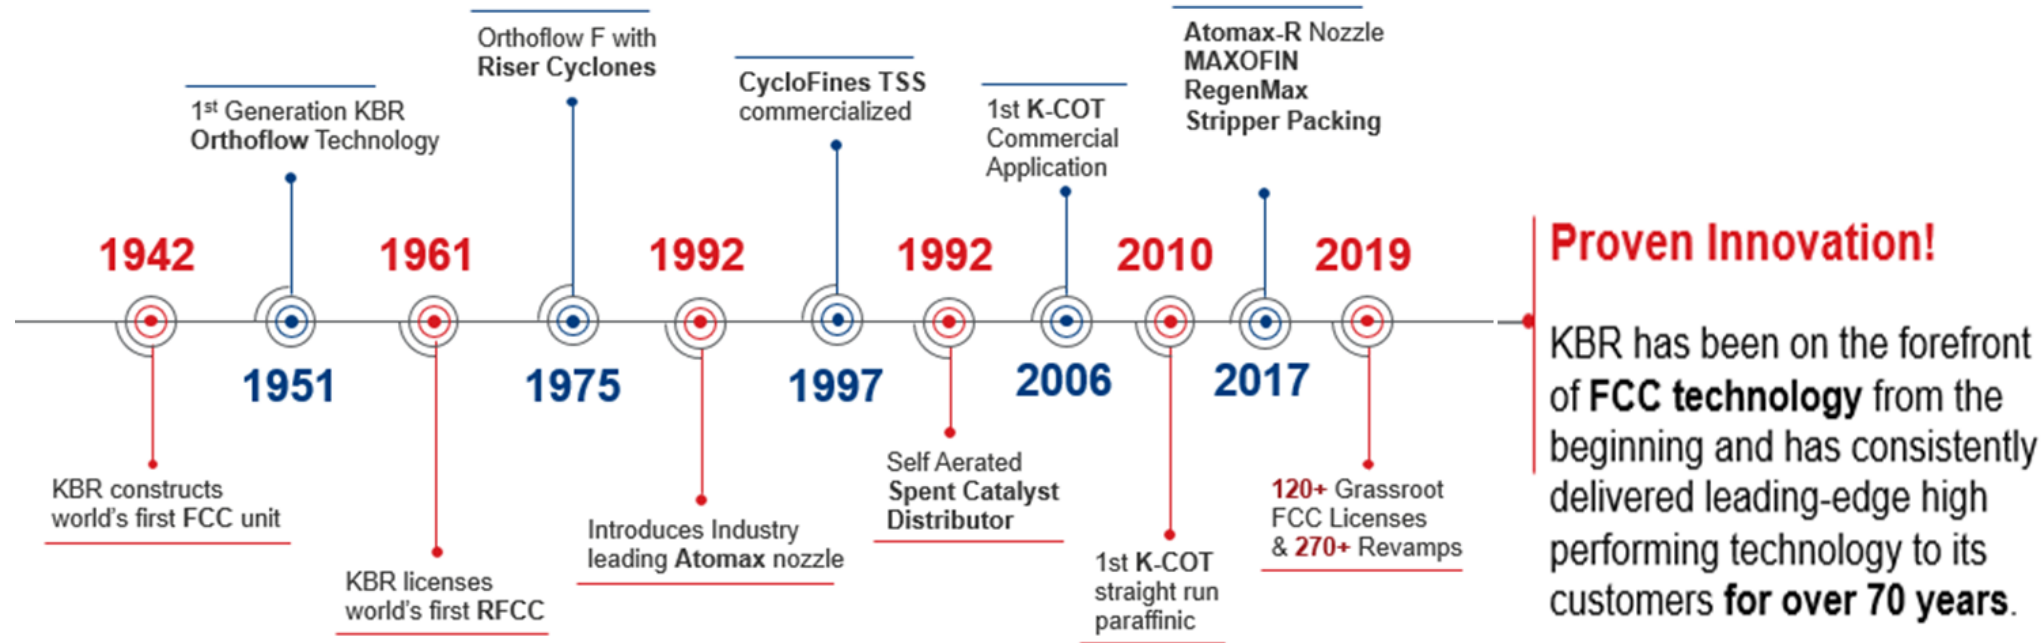 1942
KBR constructs
world's first FCC unit
1st Generation KBR
Orthoflow Technology
1951
1961
KBR licenses
world's first RFCC
Orthoflow F with
Riser Cyclones
1975
1992
Introduces Industry
leading Atomax nozzle
CycloFines TSS
commercialized
1997
1992
Self Aerated
Spent Catalyst
Distributor
1st K-COT
Commercial
Application
2006
2010
1st K-COT
straight run
paraffinic
Atomax-R Nozzle
MAXOFIN
RegenMax
Stripper Packing
2017
2019
120+ Grassroot
FCC Licenses
& 270+ Revamps
Proven Innovation!
KBR has been on the forefront
of FCC technology from the
beginning and has consistently
delivered leading-edge high
performing technology to its
customers for over 70 years.